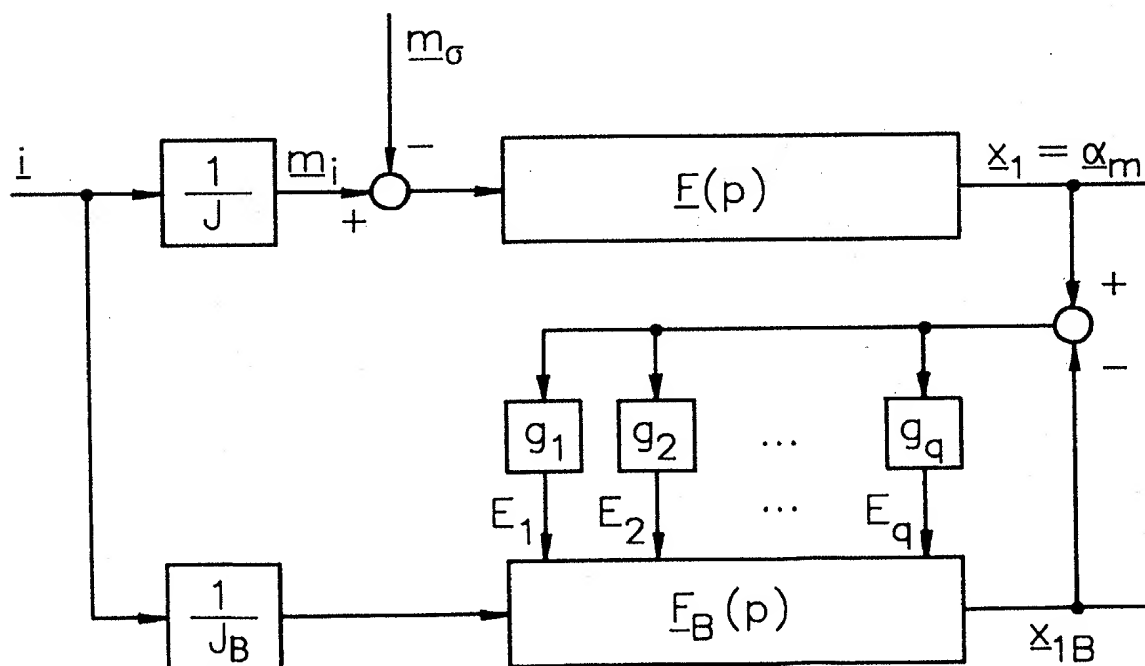 m_σ
i
1/J
m_i
−
+
F(p)
x_1 = α_m
+
−
g_1
g_2
...
g_q
E_1
E_2
...
E_q
1/J_B
F_B(p)
x_1B